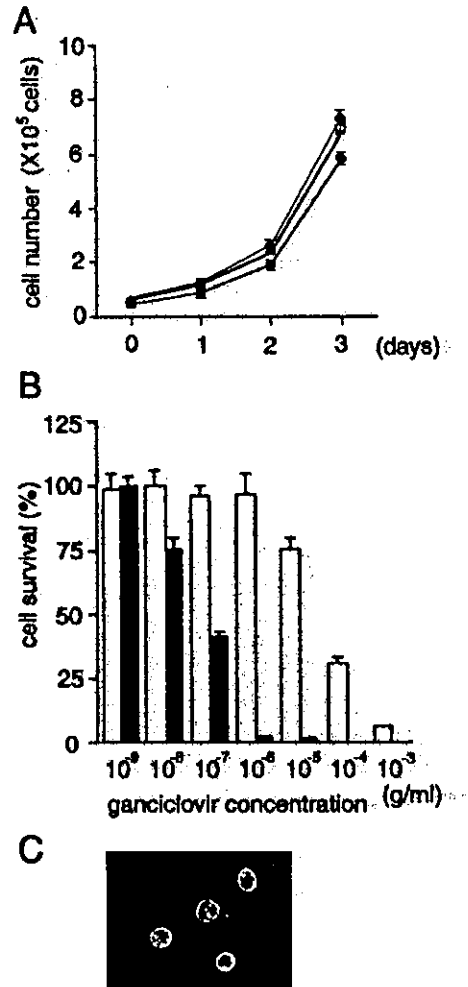 A
cell number (X10⁵ cells)
10
8
6
4
2
0
0 1 2 3 (days)
B
cell survival (%)
125
100
75
50
25
0
10⁻⁹ 10⁻⁸ 10⁻⁷ 10⁻⁶ 10⁻⁵ 10⁻⁴ 10⁻³
ganciclovir concentration (g/ml)
C